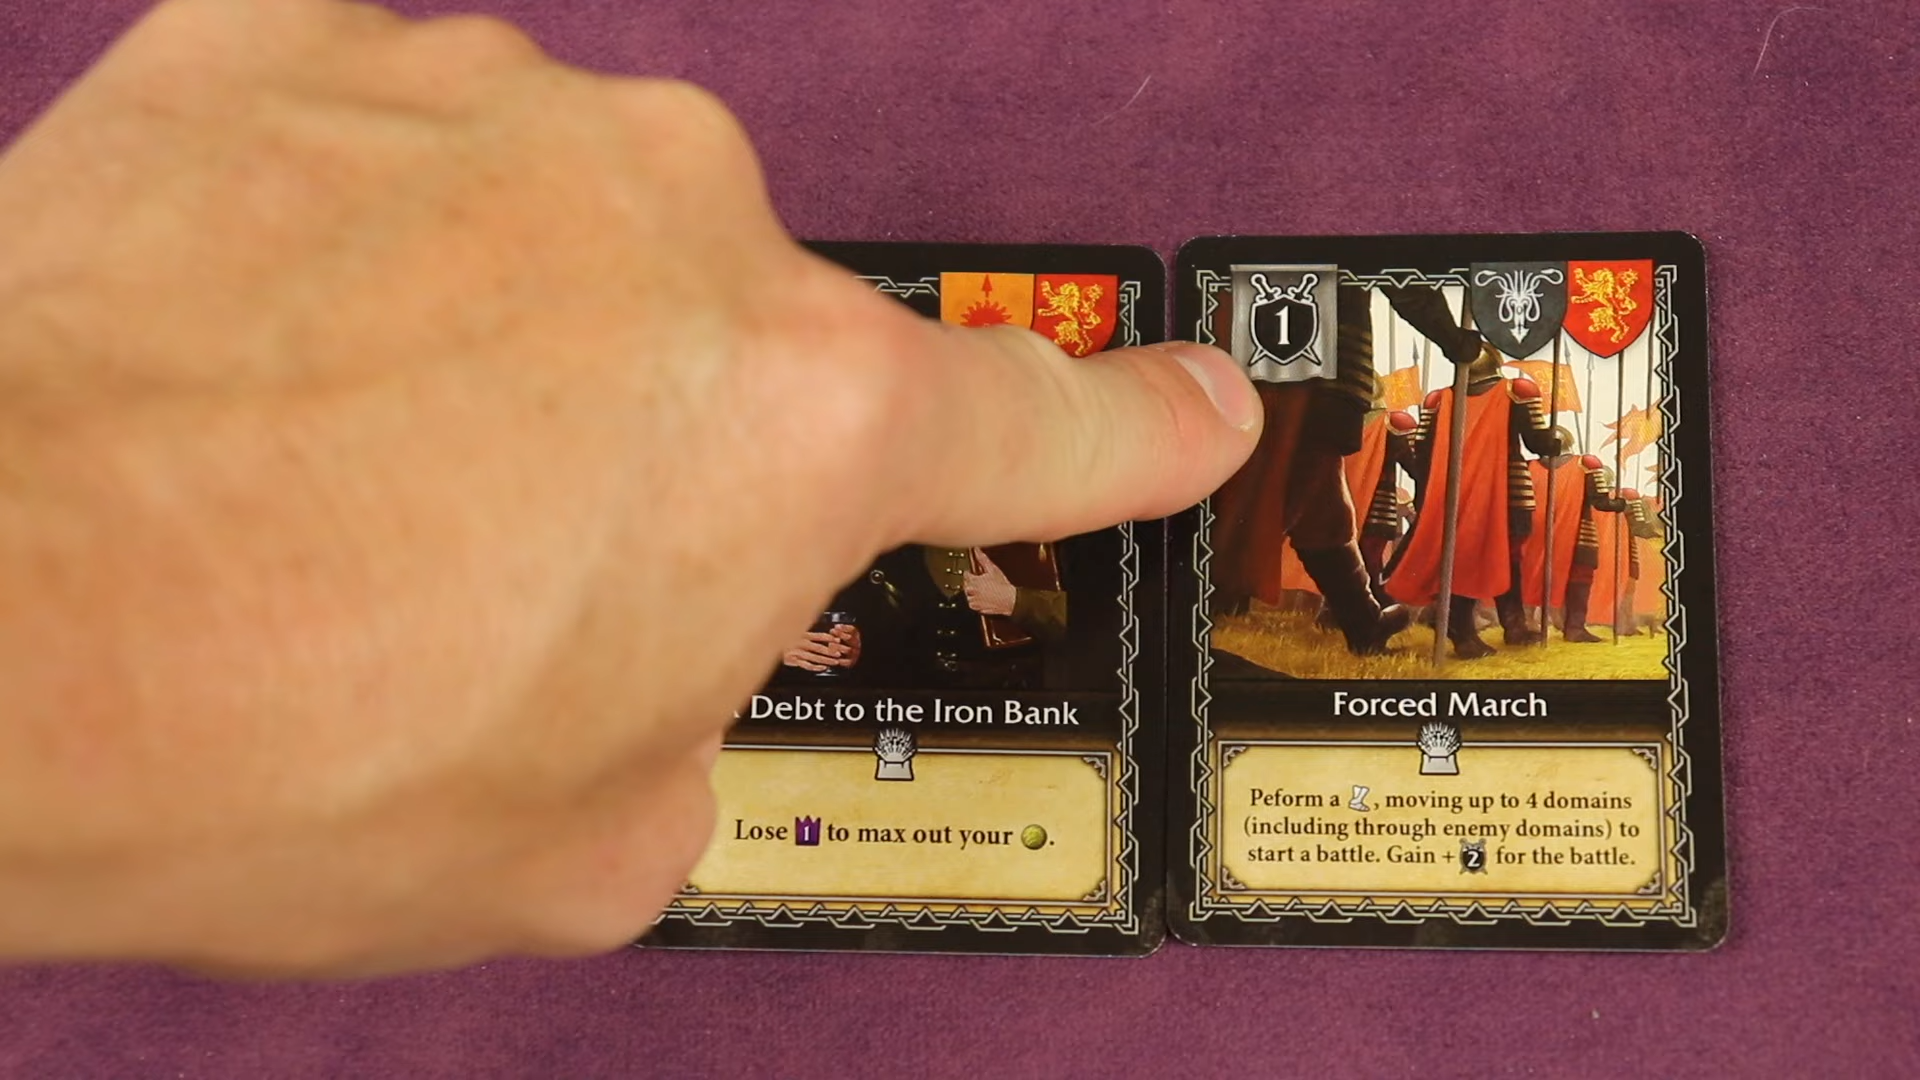 Debt to the Iron Bank
Lose 1 to max out your .
1
Forced March
Peform a , moving up to 4 domains
(including through enemy domains) to
start a battle. Gain + 2 for the battle.